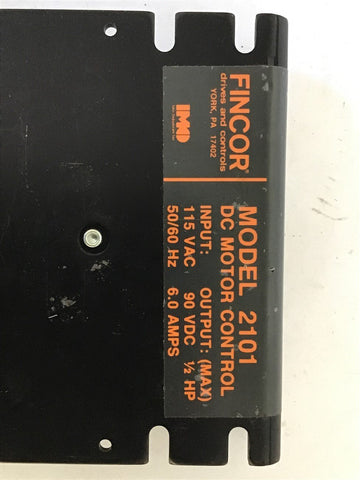 FINCOR®
drives and controls
YORK, PA 17402
MODEL 2101
DC MOTOR CONTROL
INPUT: OUTPUT: (MAX)
115 VAC 90 VDC ½ HP
50/60 Hz 6.0 AMPS